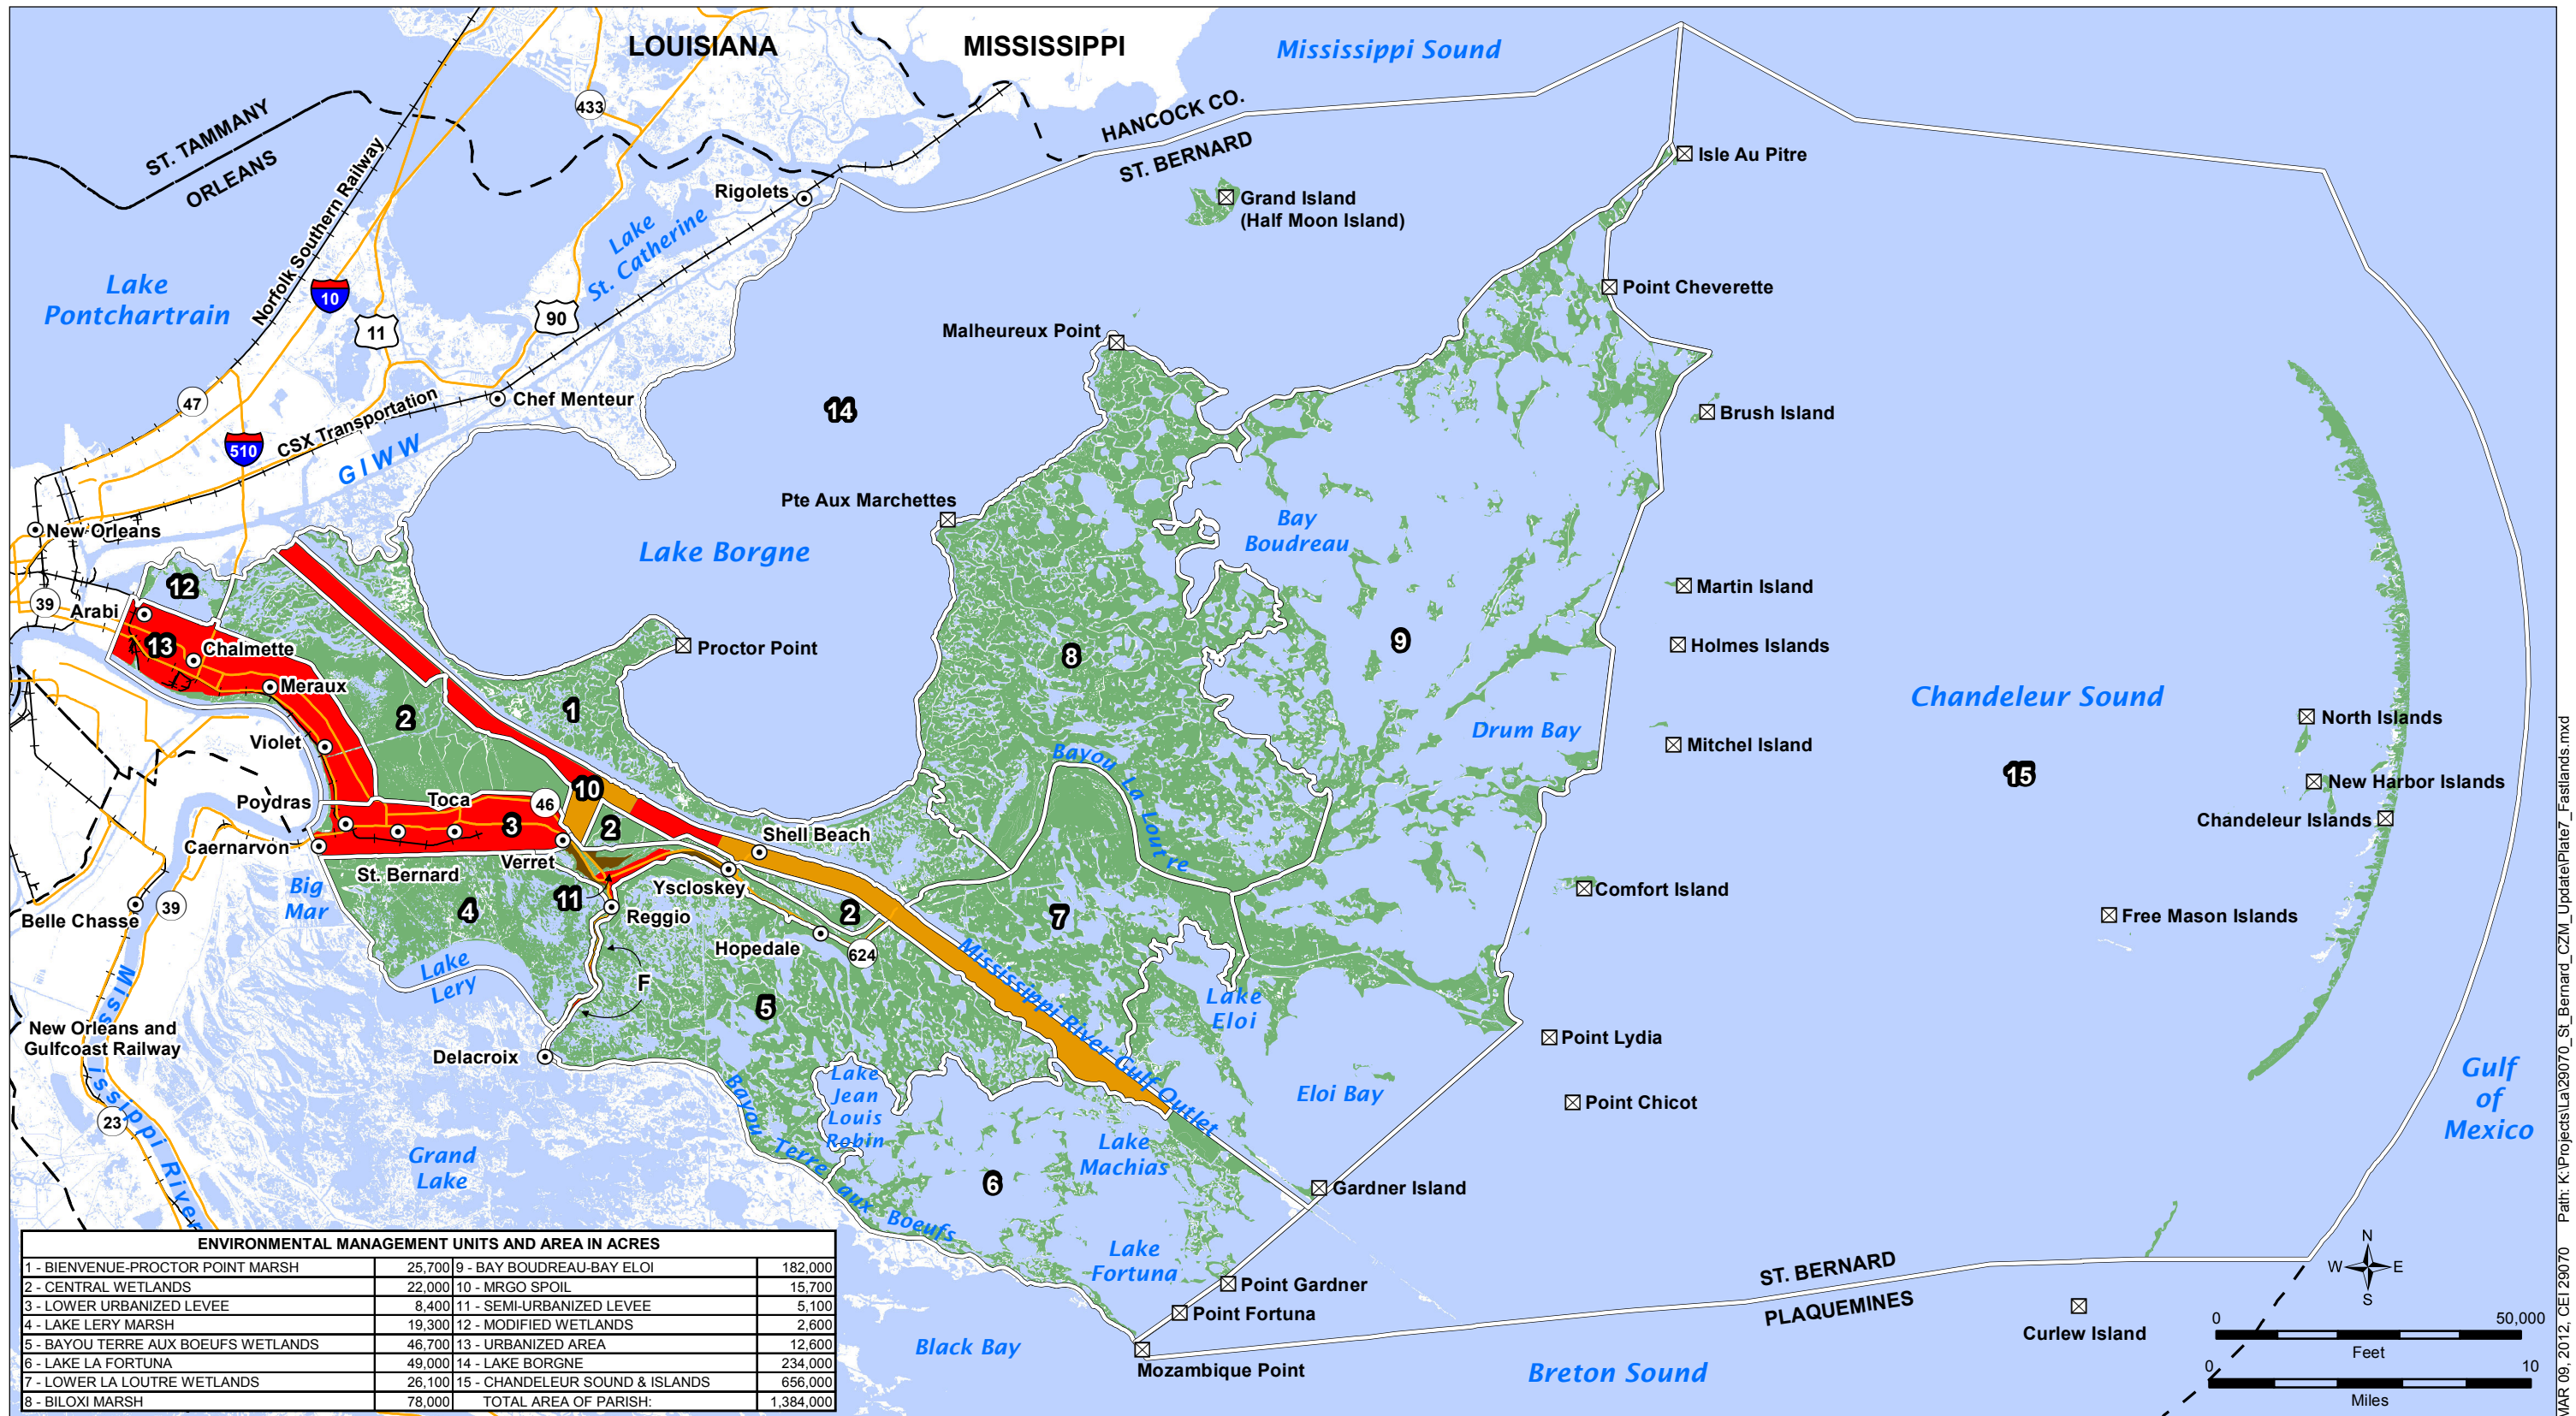 LOUISIANA
MISSISSIPPI
Mississippi Sound
433
HANCOCK CO.
ST. BERNARD
ST. TAMMANY
ORLEANS
Norfolk Southern Railway
Isle Au Pitre
Rigolets
Grand Island
(Half Moon Island)
Lake
St. Catherine
Lake
Pontchartrain
10
11
90
Point Cheverette
Malheureux Point
47
Chef Menteur
14
Brush Island
CSX Transportation
510
GIWW
Pte Aux Marchettes
New Orleans
Bay
Boudreau
Lake Borgne
12
39
Arabi
Martin Island
13
Chalmette
Proctor Point
8
9
Holmes Islands
Meraux
1
2
Chandeleur Sound
North Islands
Violet
Drum Bay
Mitchel Island
Bayou La Loutre
15
New Harbor Islands
10
Poydras
Toca
46
3
2
Chandeleur Islands
Shell Beach
Caernarvon
Verret
St. Bernard
Yscloskey
Big
Mar
11
Comfort Island
4
2
7
Free Mason Islands
39
Belle Chasse
Reggio
Hopedale
624
Lake
Lery
F
Mississippi River Gulf Outlet
5
Lake
Eloi
New Orleans and
Gulfcoast Railway
Point Lydia
Delacroix
Mississippi River
Lake
Jean
Louis
Robin
Eloi Bay
Point Chicot
Gulf
of
Mexico
23
Bayou Terre aux Boeufs
Grand
Lake
Lake
Machias
6
Gardner Island
Lake
Fortuna
Point Gardner
Point Fortuna
Mozambique Point
Black Bay
Breton Sound
ST. BERNARD
PLAQUEMINES
Curlew Island
N
W E
S
0 50,000
Feet
0 10
Miles
ENVIRONMENTAL MANAGEMENT UNITS AND AREA IN ACRES
1 - BIENVENUE-PROCTOR POINT MARSH 25,700 9 - BAY BOUDREAU-BAY ELOI 182,000
2 - CENTRAL WETLANDS 22,000 10 - MRGO SPOIL 15,700
3 - LOWER URBANIZED LEVEE 8,400 11 - SEMI-URBANIZED LEVEE 5,100
4 - LAKE LERY MARSH 19,300 12 - MODIFIED WETLANDS 2,600
5 - BAYOU TERRE AUX BOEUFS WETLANDS 46,700 13 - URBANIZED AREA 12,600
6 - LAKE LA FORTUNA 49,000 14 - LAKE BORGNE 234,000
7 - LOWER LA LOUTRE WETLANDS 26,100 15 - CHANDELEUR SOUND & ISLANDS 656,000
8 - BILOXI MARSH 78,000 TOTAL AREA OF PARISH: 1,384,000
MAR 09, 2012, CEI 29070 Path: K:\Projects\La\29070_St_Bernard_CZM_Update\Plate7_Fastlands.mxd